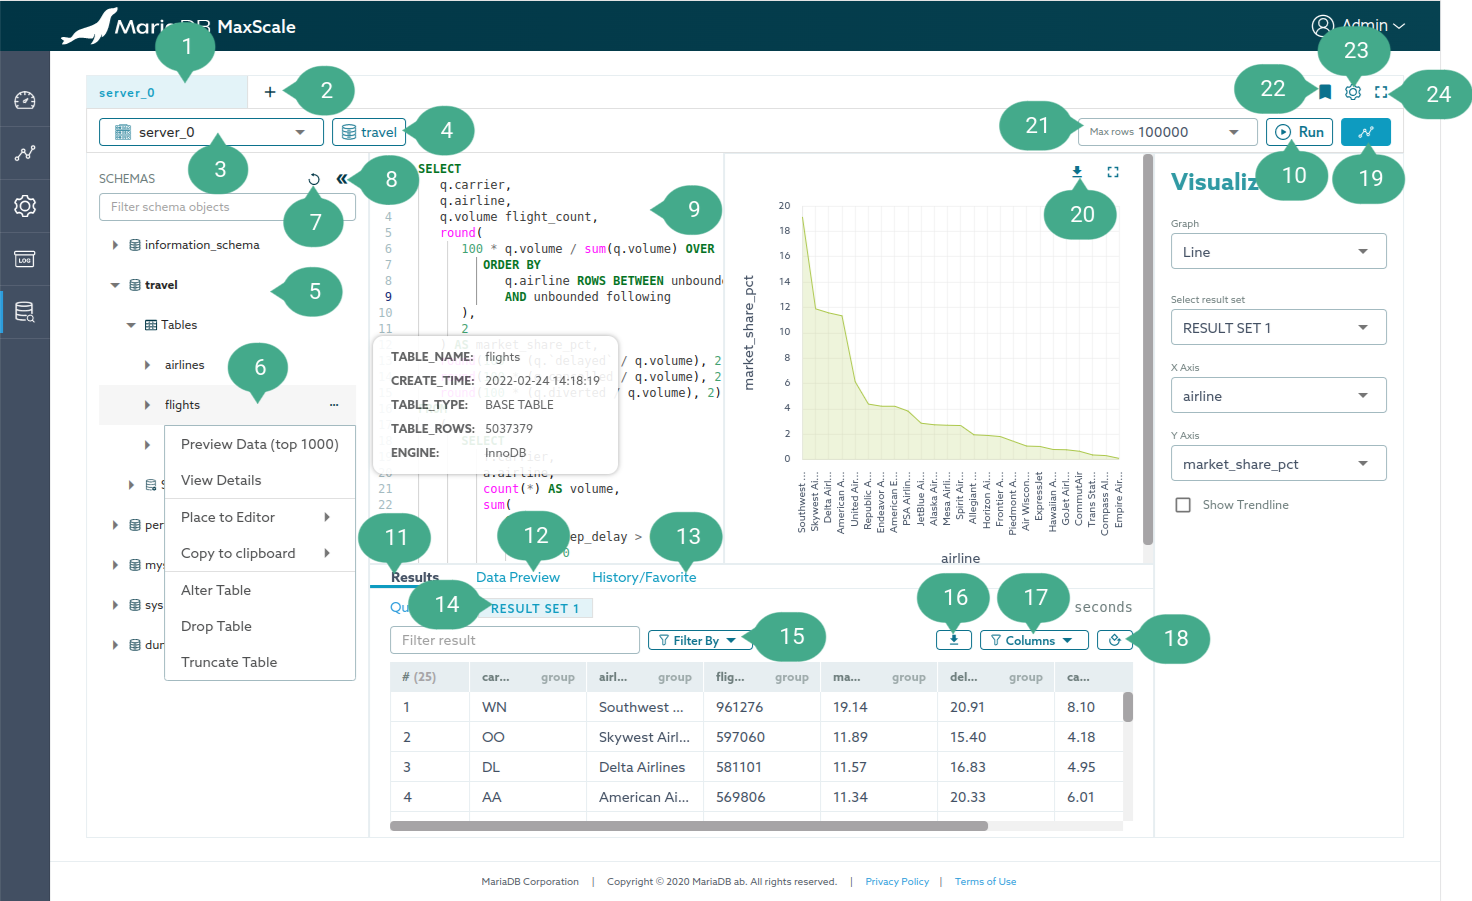 MariaDB MaxScale
Admin
1
23
server_0
+
2
22
24
server_0
travel
4
21
Max rows 100000
Run
3
10
19
SCHEMAS
7
8
Filter schema objects
information_schema
travel
5
Tables
airlines
6
flights
...
Preview Data (top 1000)
View Details
Place to Editor
Copy to clipboard
Alter Table
Drop Table
Truncate Table
per
mys
sys
dur
SELECT
q.carrier,
q.airline,
4 q.volume flight_count,
5 round(
6 100 * q.volume / sum(q.volume) OVER
7 ORDER BY
8 q.airline ROWS BETWEEN unbounde
9 AND unbounded following
10 ),
11 2
) AS market_share_pct,
(q.`delayed` / q.volume), 2
/ q.volume), 2
(q.diverted / q.volume), 2)
SELECT
a.airline,
21 count(*) AS volume,
22 sum(
ep_delay >
0
9
TABLE_NAME: flights
CREATE_TIME: 2022-02-24 14:18:19
TABLE_TYPE: BASE TABLE
TABLE_ROWS: 5037379
ENGINE: InnoDB
20
market_share_pct
20
18
16
14
12
10
8
6
4
2
0
Southwest ...
Skywest Ai...
Delta Airl...
American A...
United Air...
Republic A...
Endeavor A...
American E...
PSA Airlin...
JetBlue Ai...
Alaska Air...
Mesa Airli...
Spirit Air...
Allegiant ...
Horizon Ai...
Frontier A...
Piedmont A...
Air Wiscon...
ExpressJet
Hawaiian A...
GoJet Airl...
CommutAir
Trans Stat...
Compass Al...
Empire Air...
airline
Visualiz
Graph
Line
Select result set
RESULT SET 1
X Axis
airline
Y Axis
market_share_pct
Show Trendline
11
12
13
Results
Data Preview
History/Favorite
Qu
14
RESULT SET 1
16
17
seconds
Filter result
Filter By
15
Columns
18
# (25) car... group airl... group flig... group ma... group del... group ca...
1 WN Southwest ... 961276 19.14 20.91 8.10
2 OO Skywest Airl... 597060 11.89 15.40 4.18
3 DL Delta Airlines 581101 11.57 16.83 4.95
4 AA American Ai... 569806 11.34 20.33 6.01
MariaDB Corporation | Copyright © 2020 MariaDB ab. All rights reserved. | Privacy Policy | Terms of Use